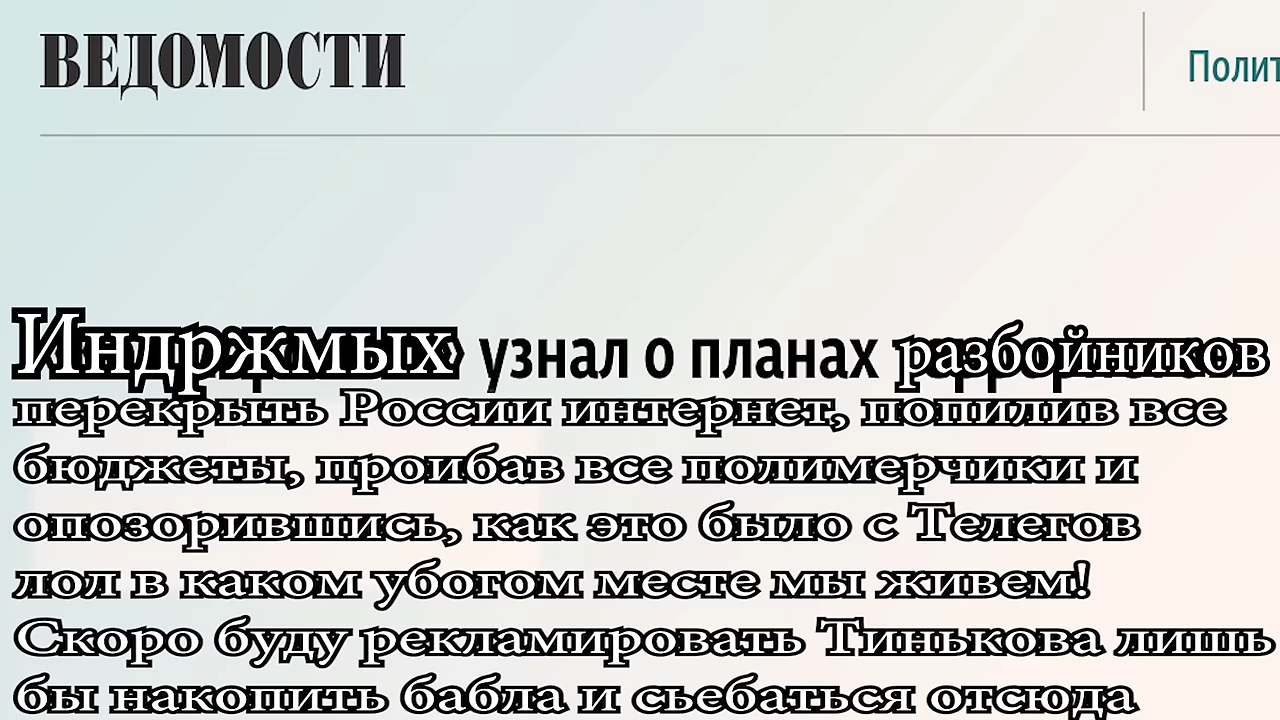 ВЕДОМОСТИ
Полит
Индржмых узнал о планах разбойников
перекрыть России интернет, попилив все
бюджеты, проибав все полимерчики и
опозорившись, как это было с Телегов
лол в каком убогом месте мы живем!
Скоро буду рекламировать Тинькова лишь
бы накопить бабла и сьебаться отсюда